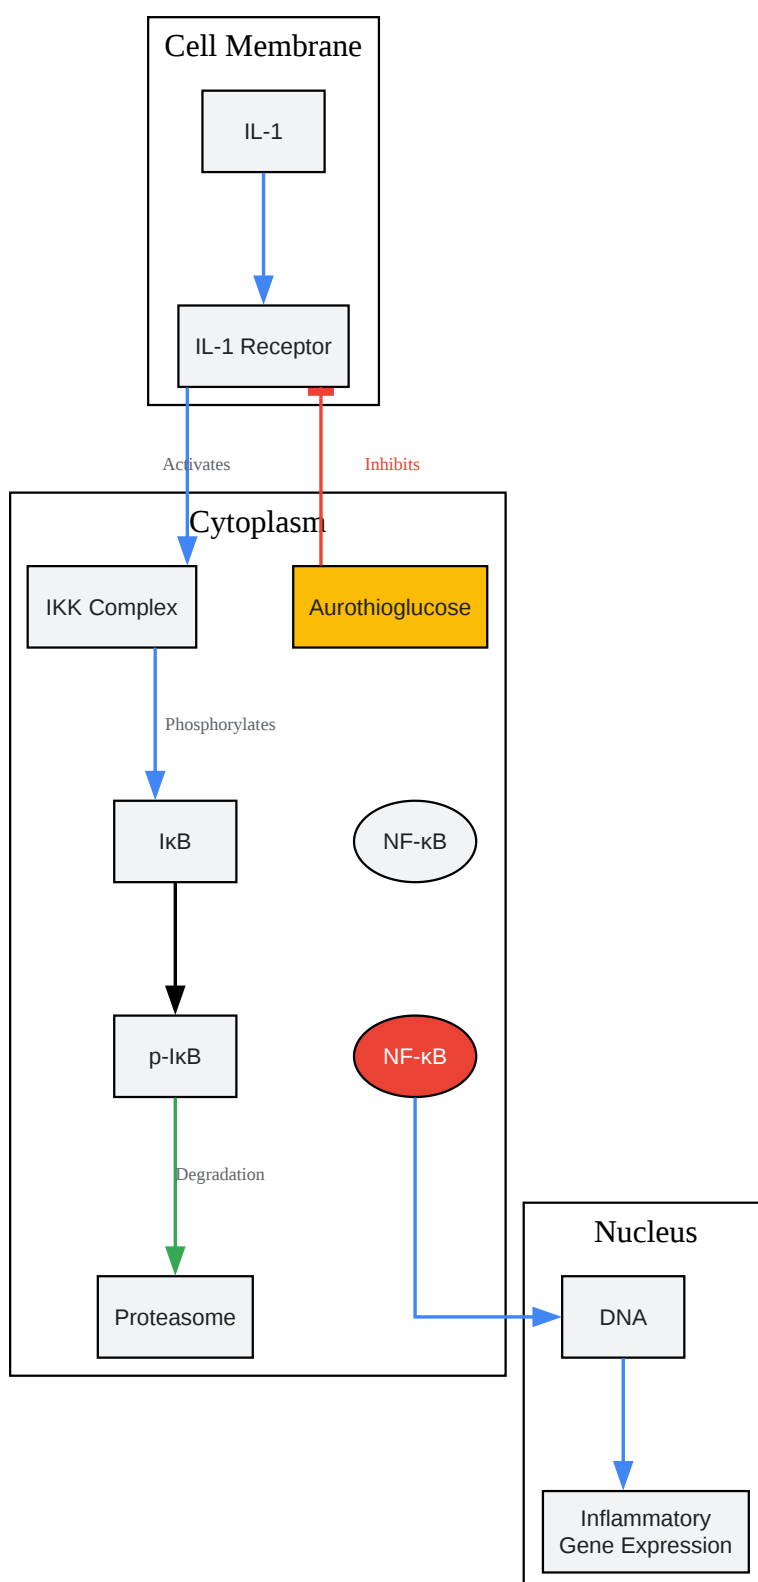 Cell Membrane
IL-1
IL-1 Receptor
Activates
Inhibits
Cytoplasm
IKK Complex
Aurothioglucose
Phosphorylates
IκB
NF-κB
p-IκB
NF-κB
Degradation
Nucleus
Proteasome
DNA
Inflammatory
Gene Expression